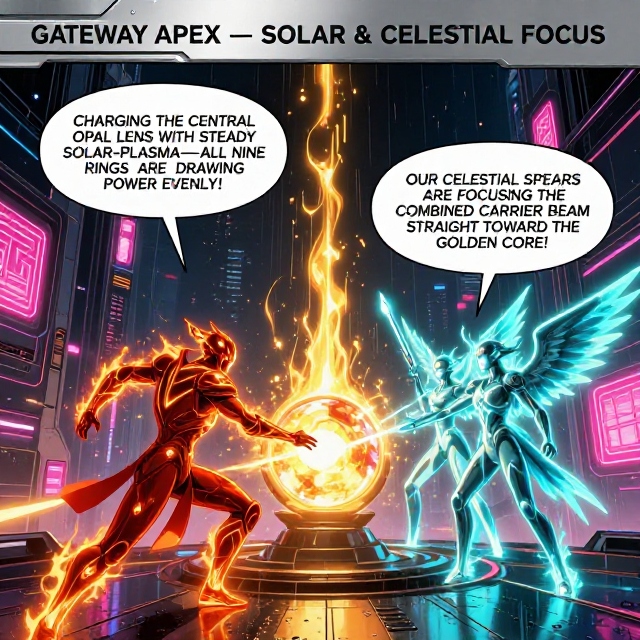 GATEWAY APEX — SOLAR & CELESTIAL FOCUS
CHARGING THE CENTRAL
OPAL LENS WITH STEADY
SOLAR-PLASMA—ALL NINE
RINGS ARE DRAWING
POWER EVENLY!
OUR CELESTIAL SPEARS
ARE FOCUSING THE
COMBINED CARRIER BEAM
STRAIGHT TOWARD THE
GOLDEN CORE!